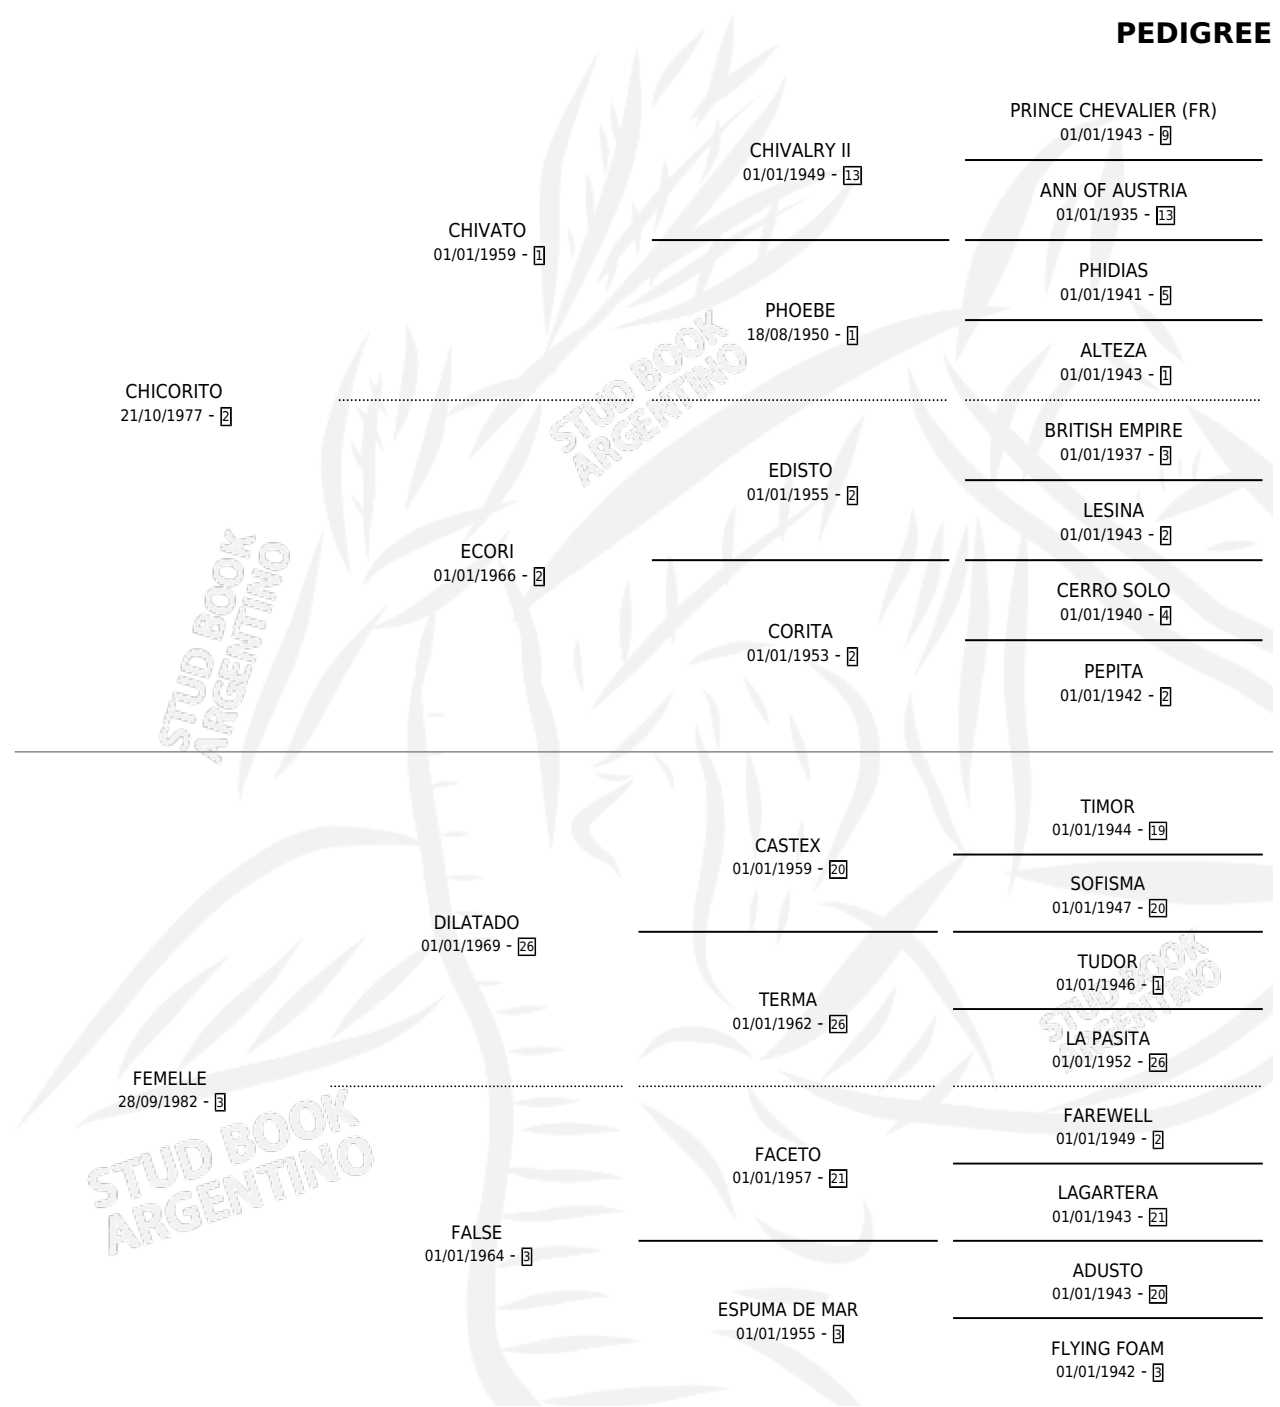 PEDIGREE
PRINCE CHEVALIER (FR)
01/01/1943 - 9
CHIVALRY II
01/01/1949 - 13
ANN OF AUSTRIA
01/01/1935 - 13
CHIVATO
01/01/1959 - 1
PHIDIAS
01/01/1941 - 5
PHOEBE
18/08/1950 - 1
ALTEZA
01/01/1943 - 1
CHICORITO
21/10/1977 - 2
BRITISH EMPIRE
01/01/1937 - 3
EDISTO
01/01/1955 - 2
LESINA
01/01/1943 - 2
ECORI
01/01/1966 - 2
CERRO SOLO
01/01/1940 - 4
CORITA
01/01/1953 - 2
PEPITA
01/01/1942 - 2
STUD BOOK
ARGENTINO
STUD BOOK
ARGENTINO
TIMOR
01/01/1944 - 19
CASTEX
01/01/1959 - 20
SOFISMA
01/01/1947 - 20
DILATADO
01/01/1969 - 26
TUDOR
01/01/1946 - 1
TERMA
01/01/1962 - 26
LA PASITA
01/01/1952 - 26
FEMELLE
28/09/1982 - 3
FAREWELL
01/01/1949 - 2
FACETO
01/01/1957 - 21
LAGARTERA
01/01/1943 - 21
FALSE
01/01/1964 - 3
ADUSTO
01/01/1943 - 20
ESPUMA DE MAR
01/01/1955 - 3
FLYING FOAM
01/01/1942 - 3
STUD BOOK
ARGENTINO
STUD BOOK
ARGENTINO